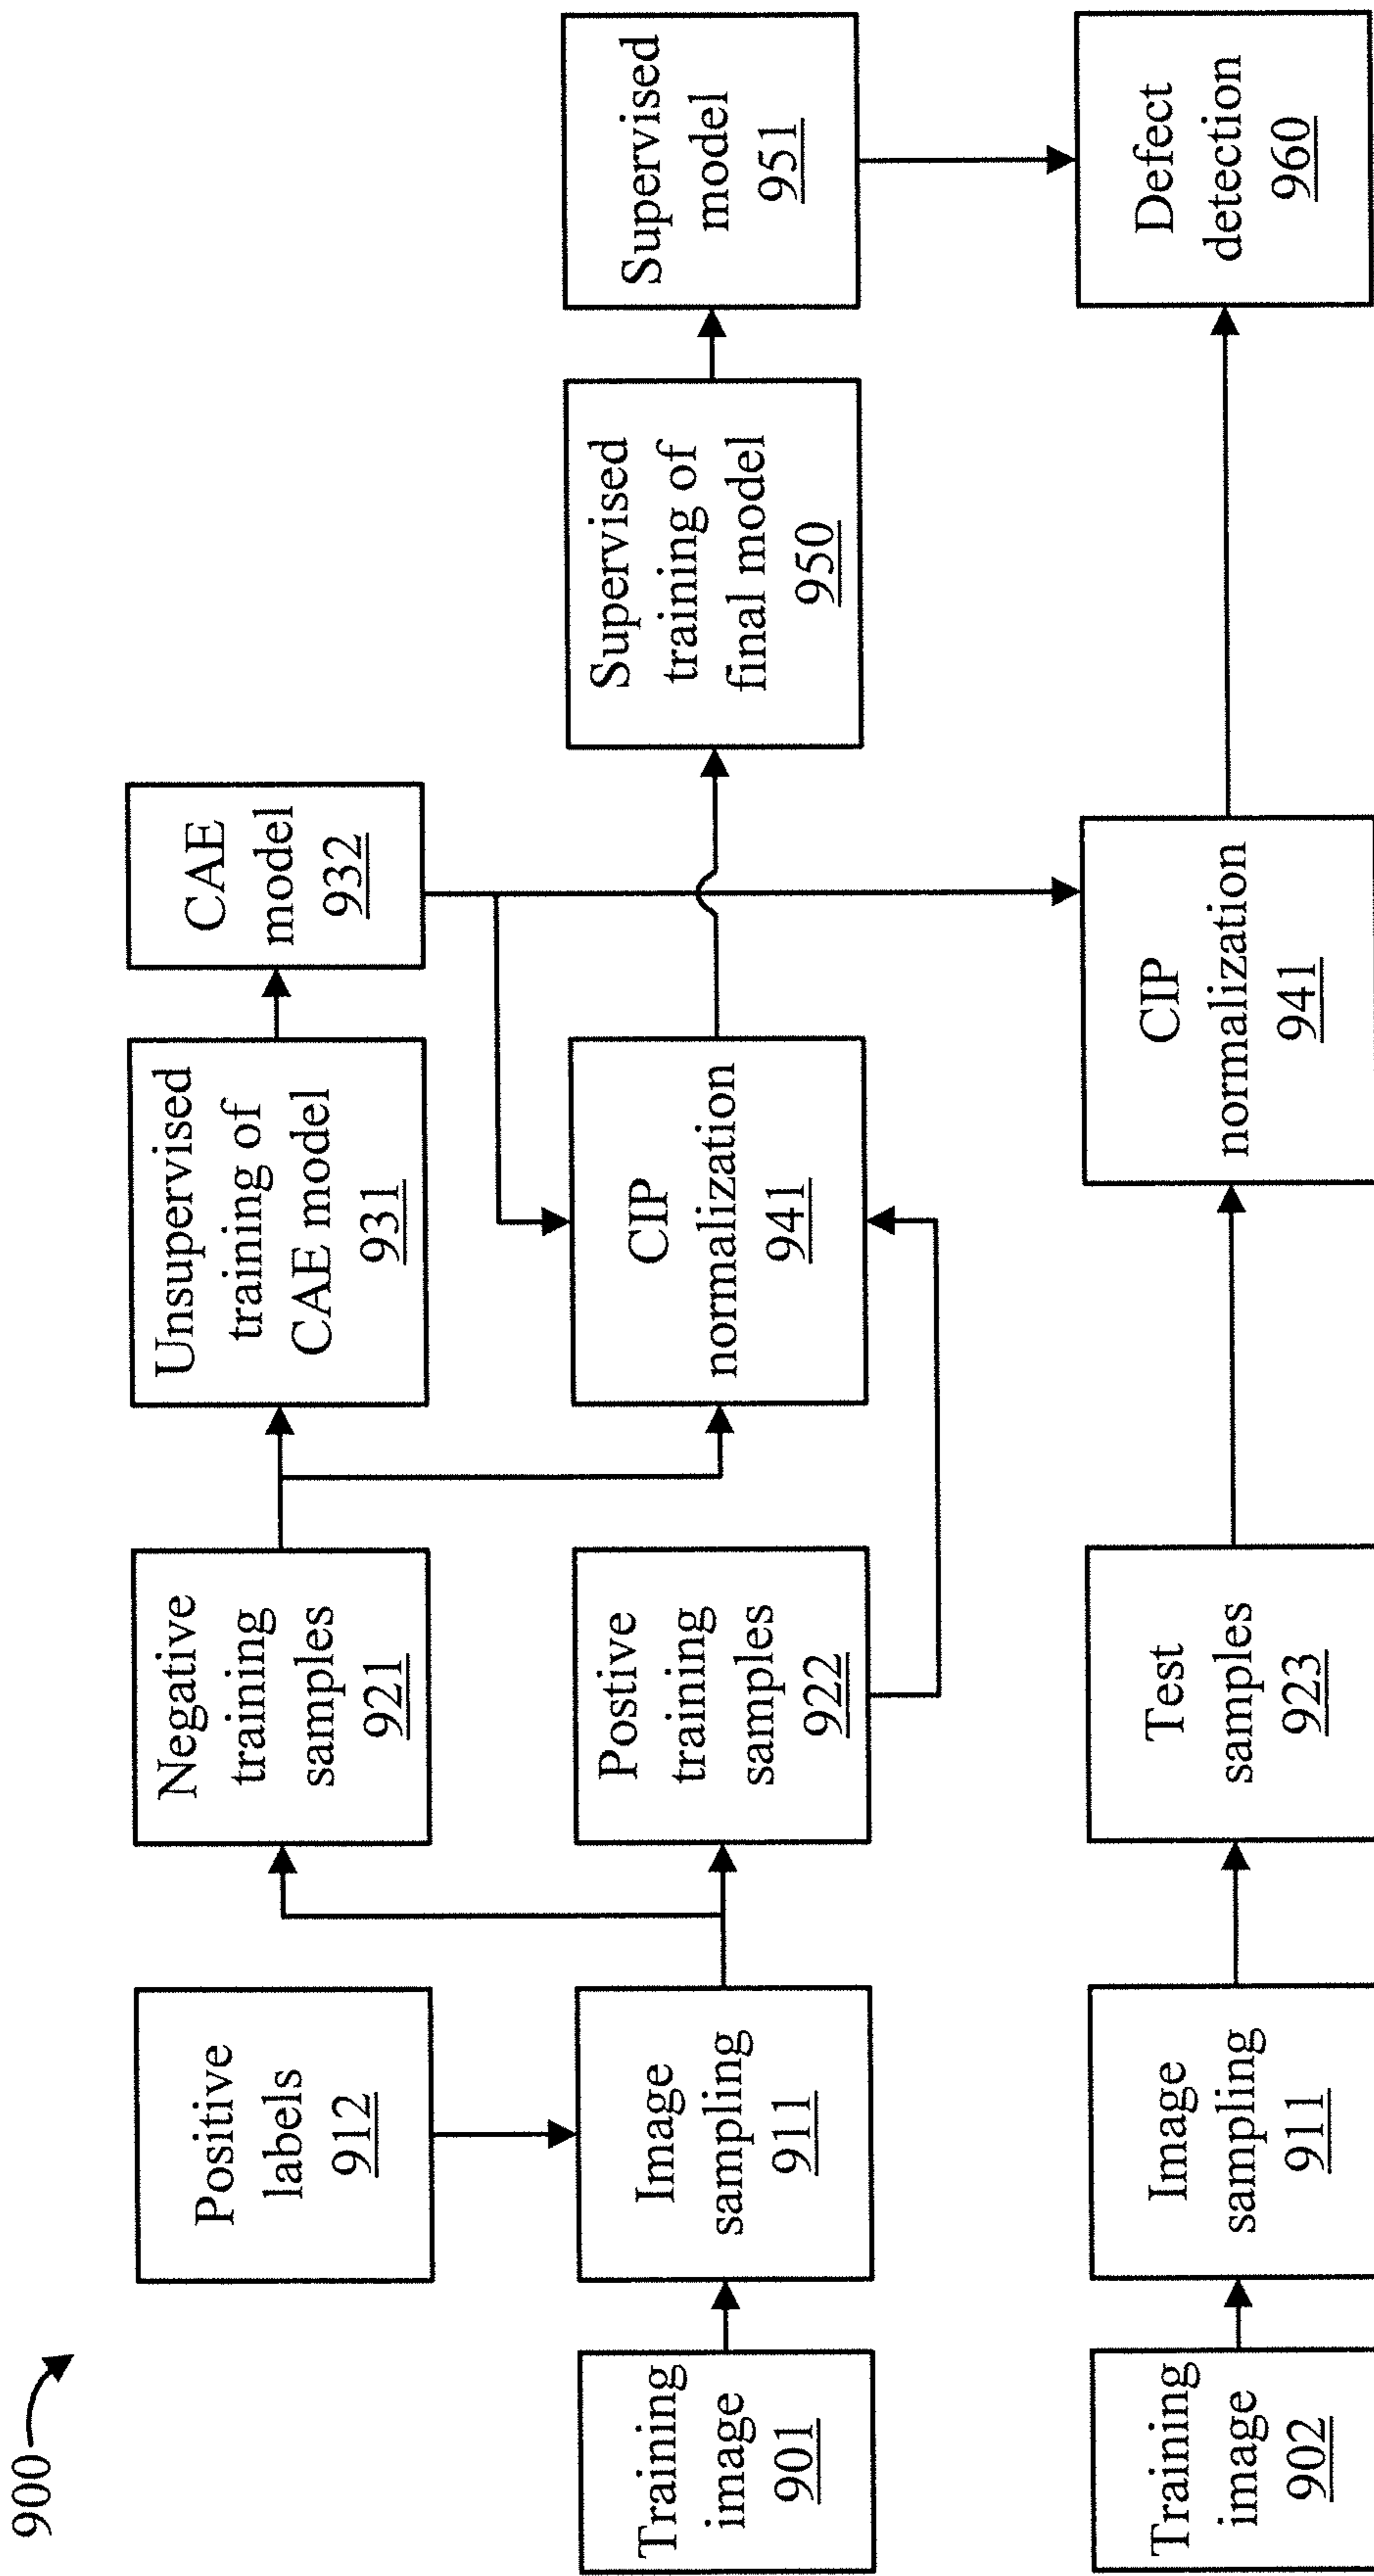 900
Positive
labels
912
Negative
training
samples
921
Unsupervised
training of
CAE model
931
CAE
model
932
Training
image
901
Image
sampling
911
Postive
training
samples
922
CIP
normalization
941
Supervised
training of
final model
950
Supervised
model
951
Training
image
902
Image
sampling
911
Test
samples
923
CIP
normalization
941
Defect
detection
960